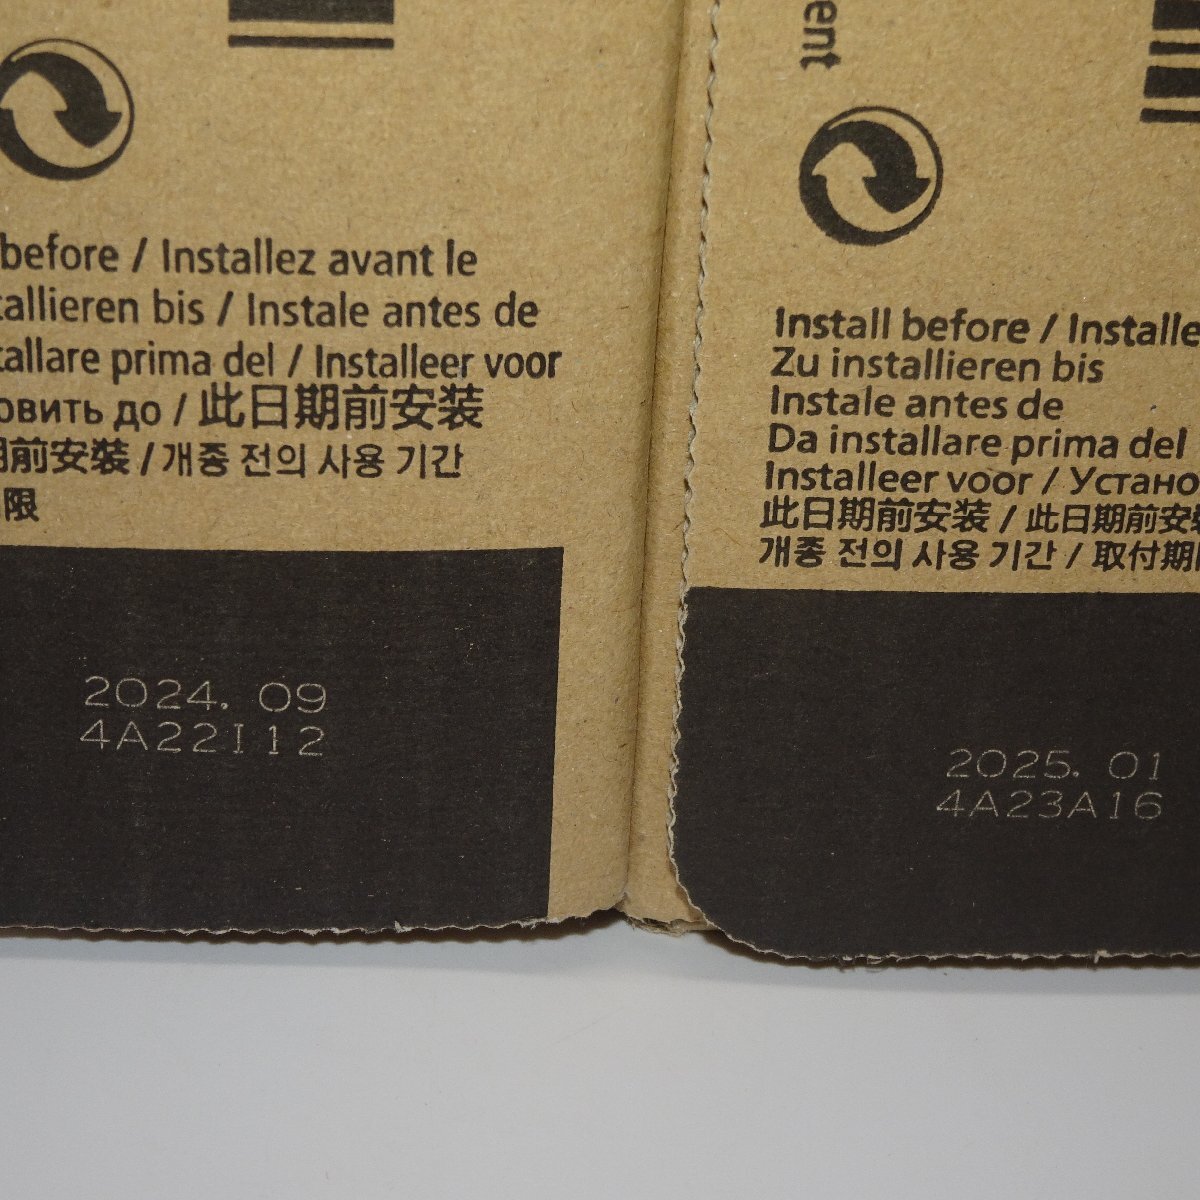 before / Installez avant le
tallieren bis / Instale antes de
tallare prima del / Installeer voor
овить до / 此日期前安装
期前安裝 / 개종 전의 사용 기간
限
2024. 09
4A22I12
ent
Install before / Installe
Zu installieren bis
Instale antes de
Da installare prima del
Installeer voor / Устано
此日期前安装 / 此日期前安装
개종 전의 사용 기간 / 取付期
2025. 01
4A23A16